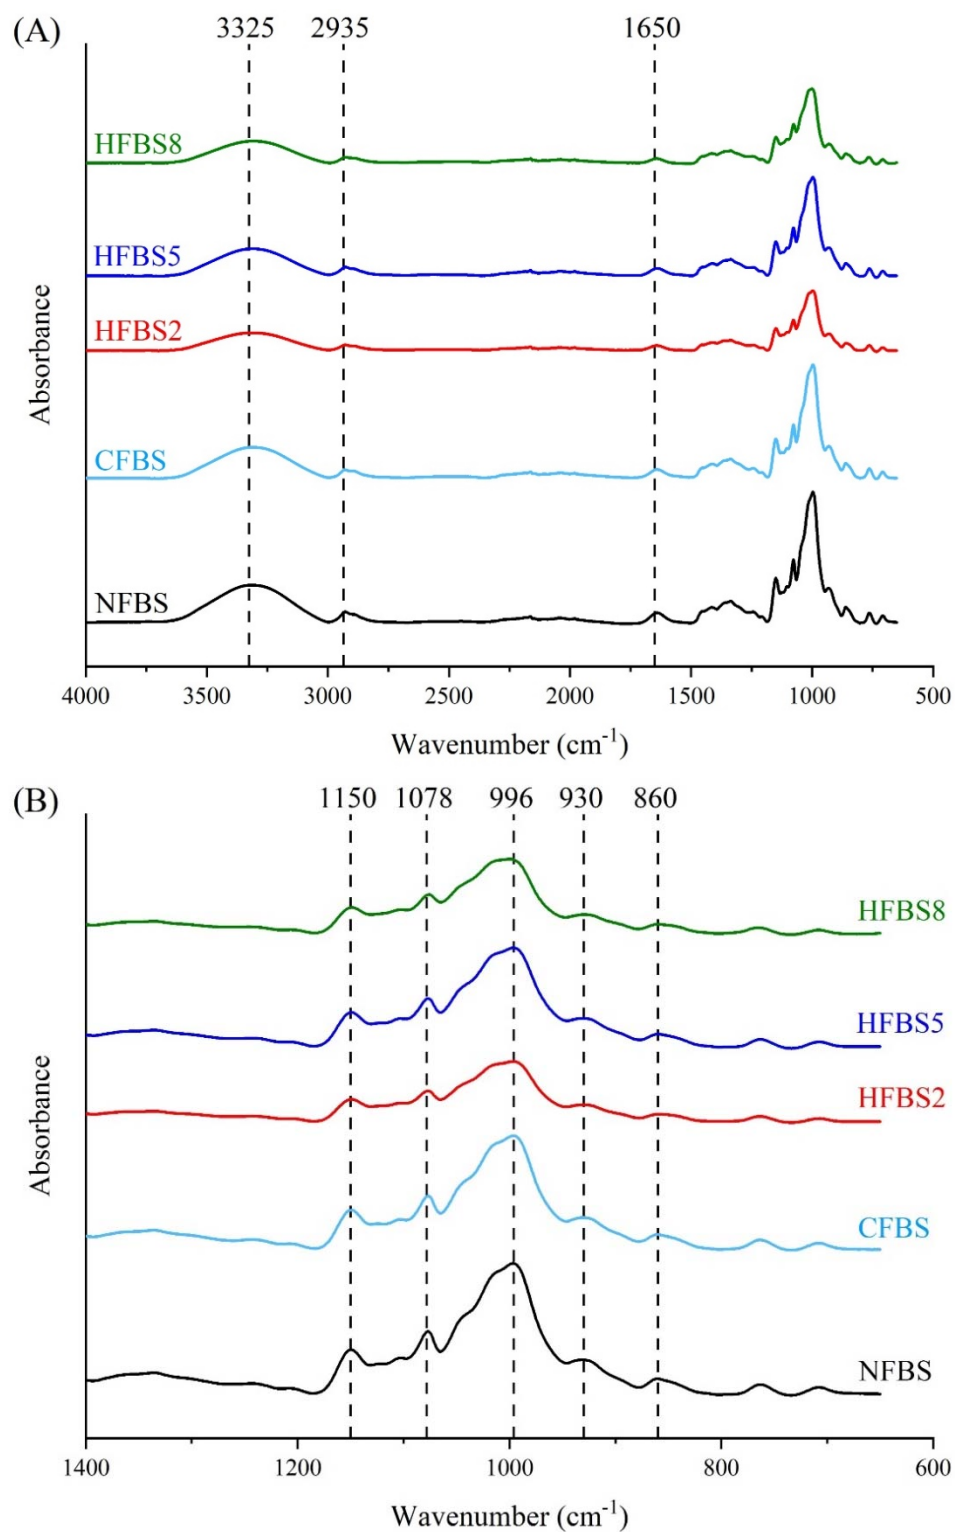 (A)
3325 2935 1650
HFBS8
HFBS5
HFBS2
CFBS
NFBS
Absorbance
4000 3500 3000 2500 2000 1500 1000 500
Wavenumber (cm⁻¹)
(B)
1150 1078 996 930 860
HFBS8
HFBS5
HFBS2
CFBS
NFBS
Absorbance
1400 1200 1000 800 600
Wavenumber (cm⁻¹)